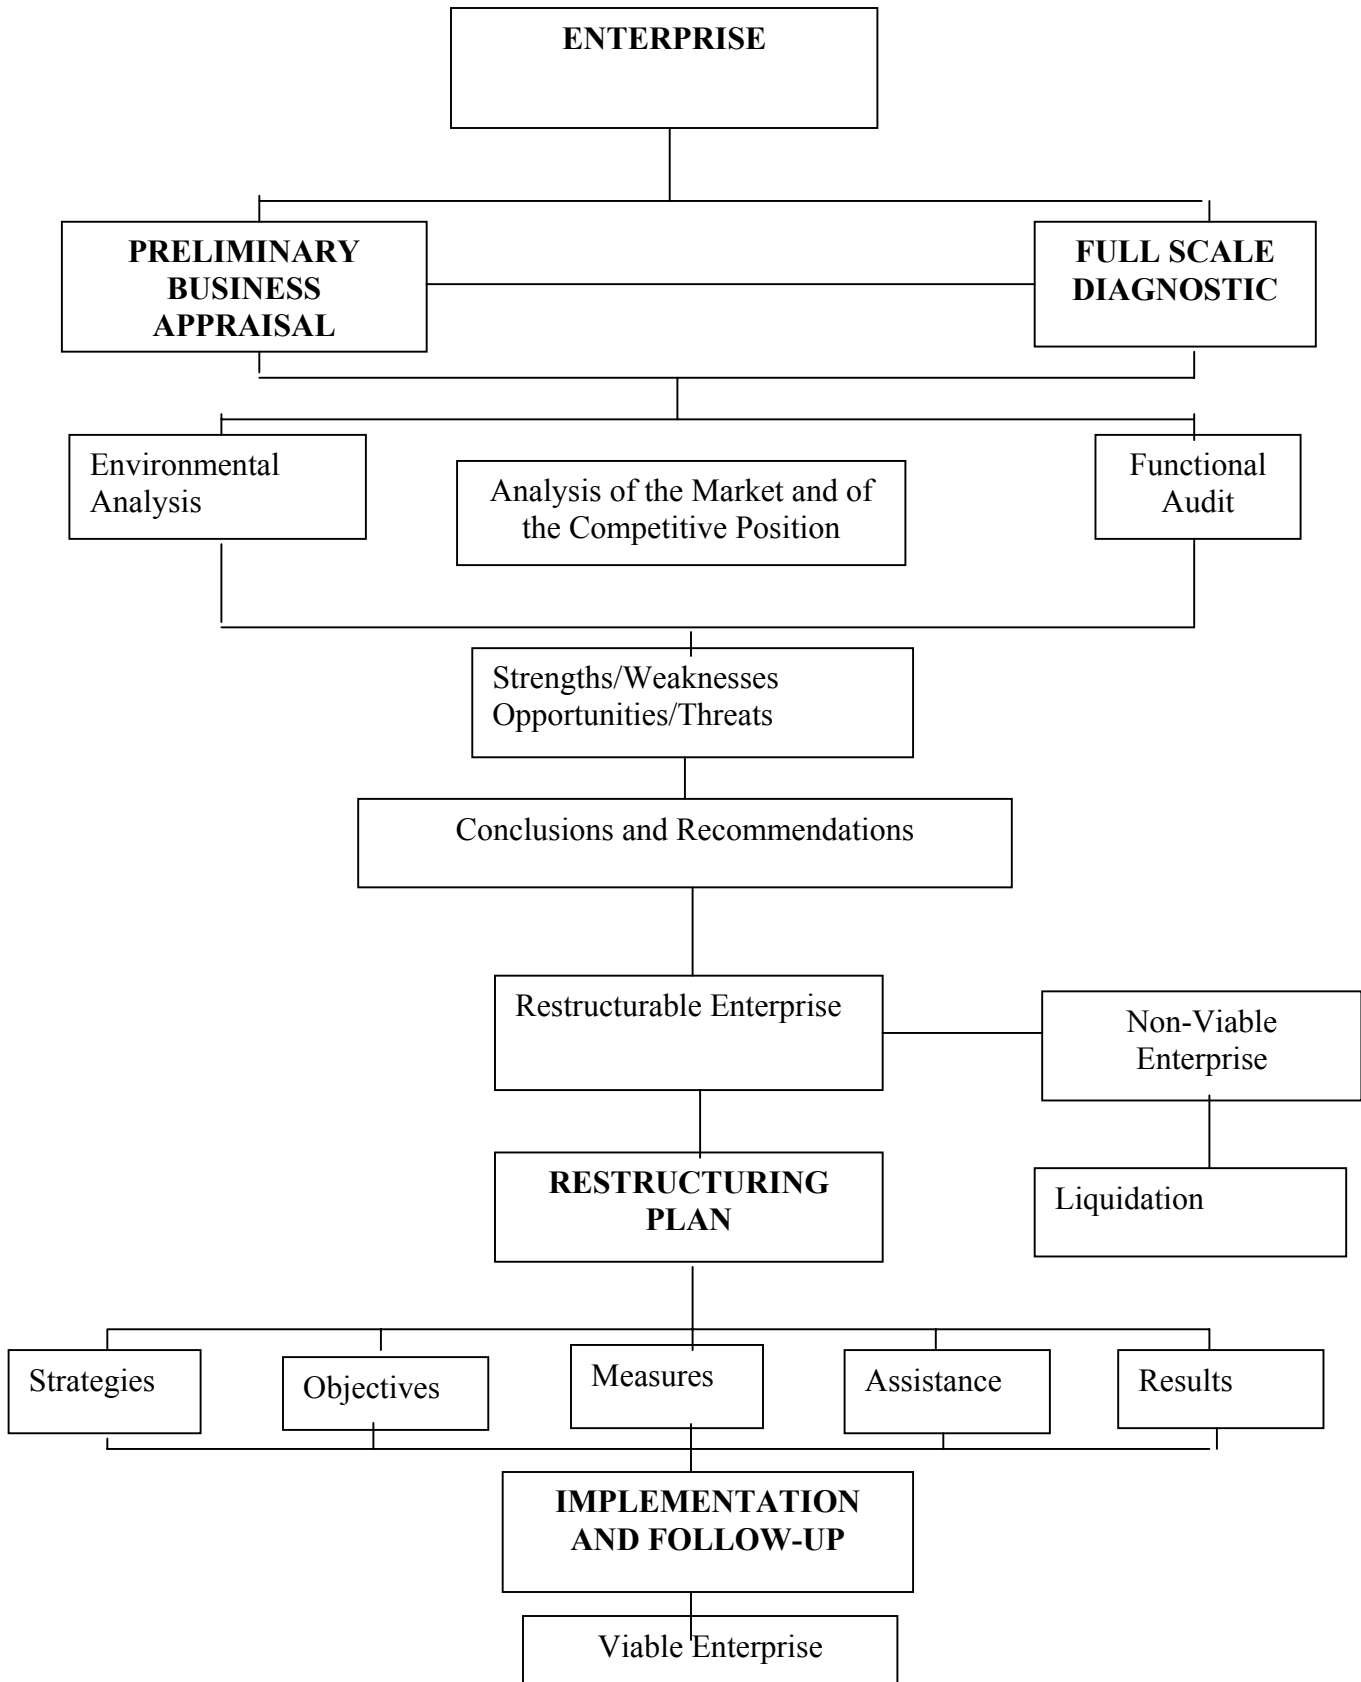 ENTERPRISE
PRELIMINARY
BUSINESS
APPRAISAL
FULL SCALE
DIAGNOSTIC
Environmental
Analysis
Analysis of the Market and of
the Competitive Position
Functional
Audit
Strengths/Weaknesses
Opportunities/Threats
Conclusions and Recommendations
Restructurable Enterprise
Non-Viable
Enterprise
RESTRUCTURING
PLAN
Liquidation
Strategies
Objectives
Measures
Assistance
Results
IMPLEMENTATION
AND FOLLOW-UP
Viable Enterprise